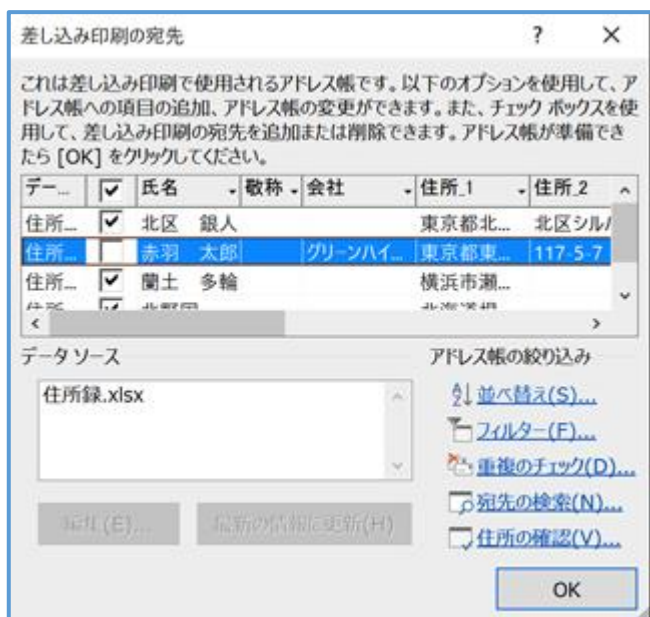 差し込み印刷の宛先 ? ×
これは差し込み印刷で使用されるアドレス帳です。以下のオプションを使用して、ア
ドレス帳への項目の追加、アドレス帳の変更ができます。また、チェック ボックスを使
用して、差し込み印刷の宛先を追加または削除できます。アドレス帳が準備でき
たら [OK] をクリックしてください。
デー... 氏名 敬称 会社 住所_1 住所_2
住所... 北区 銀人 東京都北... 北区シルバ
住所... 赤羽 太郎 グリーンハイ... 東京都東... 117-5-7
住所... 蘭土 多輪 横浜市瀬...
データ ソース
アドレス帳の絞り込み
住所録.xlsx
並べ替え(S)...
フィルター(F)...
重複のチェック(D)...
宛先の検索(N)...
住所の確認(V)...
編集(E)... 最新の情報に更新(H)
OK